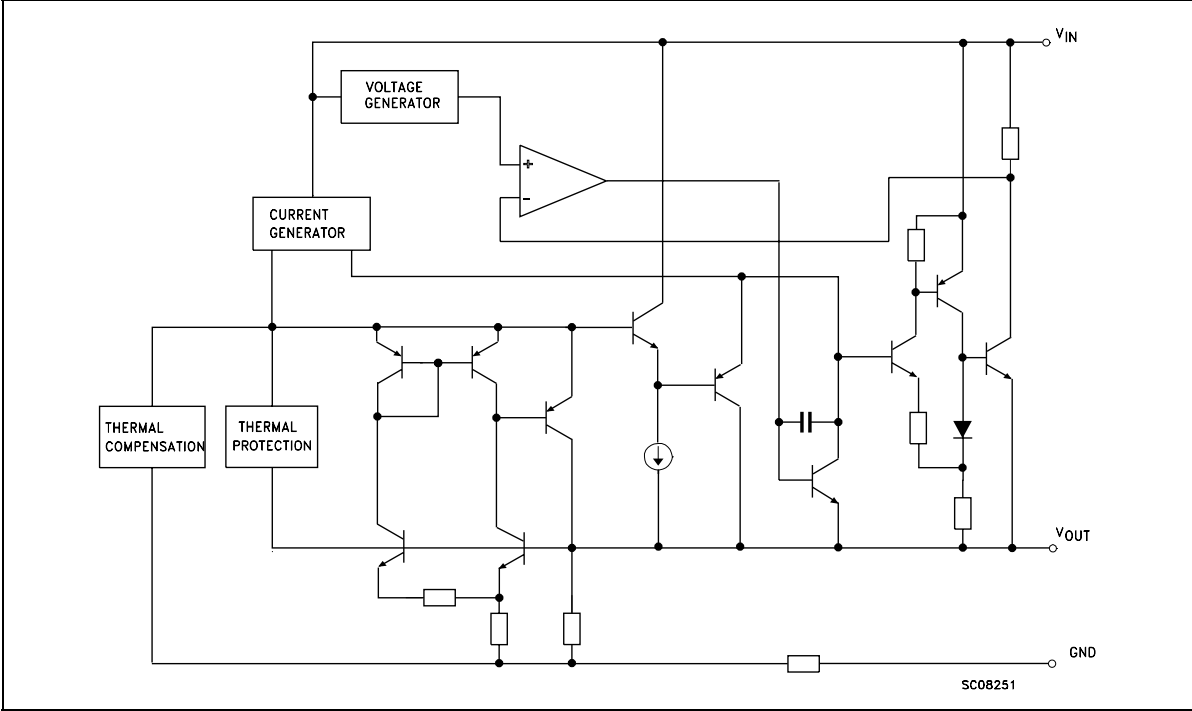 VIN
VOLTAGE
GENERATOR
+
-
CURRENT
GENERATOR
THERMAL
COMPENSATION
THERMAL
PROTECTION
VOUT
GND
SC08251